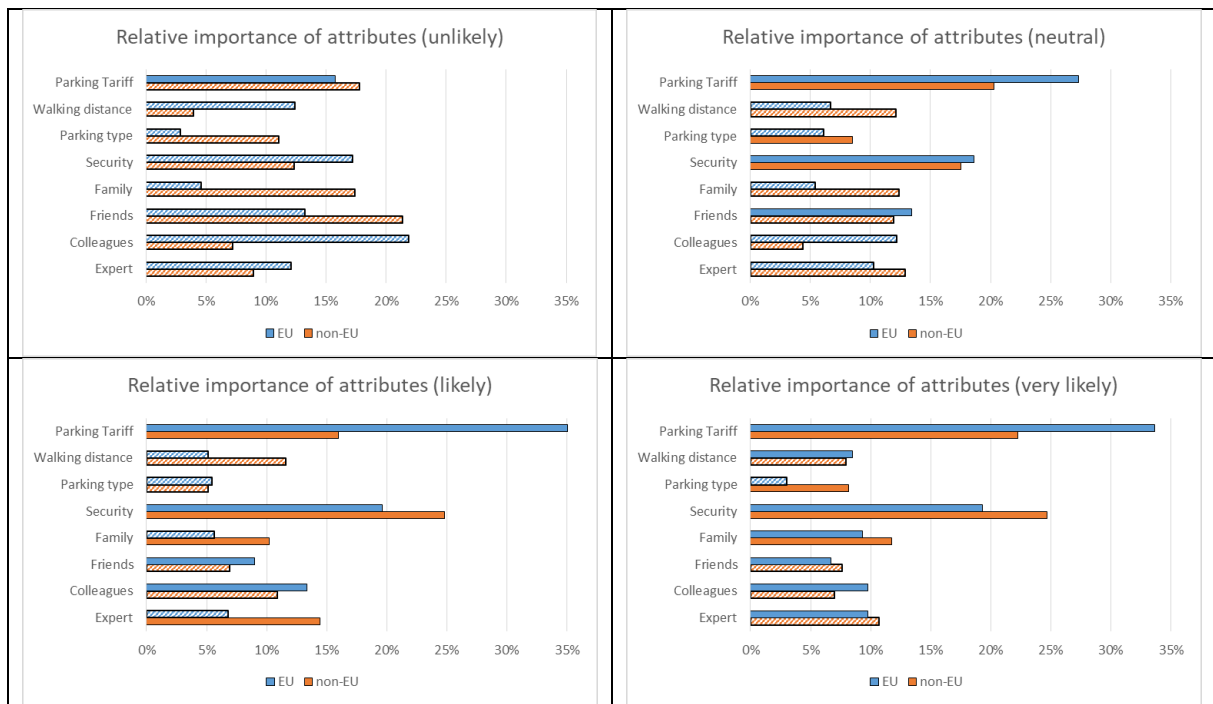 Relative importance of attributes (unlikely)
Parking Tariff
Walking distance
Parking type
Security
Family
Friends
Colleagues
Expert
0% 5% 10% 15% 20% 25% 30% 35%
EU non-EU
Relative importance of attributes (neutral)
Parking Tariff
Walking distance
Parking type
Security
Family
Friends
Colleagues
Expert
0% 5% 10% 15% 20% 25% 30% 35%
EU non-EU
Relative importance of attributes (likely)
Parking Tariff
Walking distance
Parking type
Security
Family
Friends
Colleagues
Expert
0% 5% 10% 15% 20% 25% 30% 35%
EU non-EU
Relative importance of attributes (very likely)
Parking Tariff
Walking distance
Parking type
Security
Family
Friends
Colleagues
Expert
0% 5% 10% 15% 20% 25% 30% 35%
EU non-EU